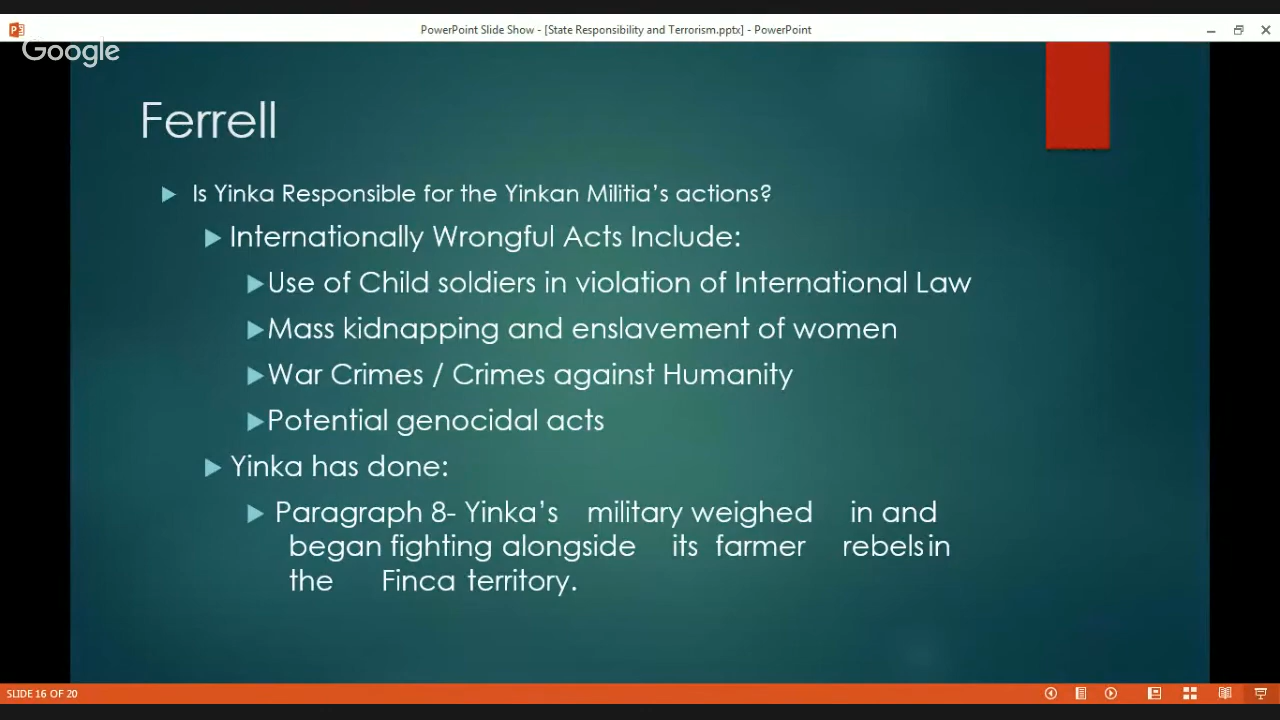 PowerPoint Slide Show - [State Responsibility and Terrorism.pptx] - PowerPoint
Google
Ferrell
Is Yinka Responsible for the Yinkan Militia's actions?
Internationally Wrongful Acts Include:
Use of Child soldiers in violation of International Law
Mass kidnapping and enslavement of women
War Crimes / Crimes against Humanity
Potential genocidal acts
Yinka has done:
Paragraph 8- Yinka's military weighed in and
began fighting alongside its farmer rebels in
the Finca territory.
SLIDE 16 OF 20